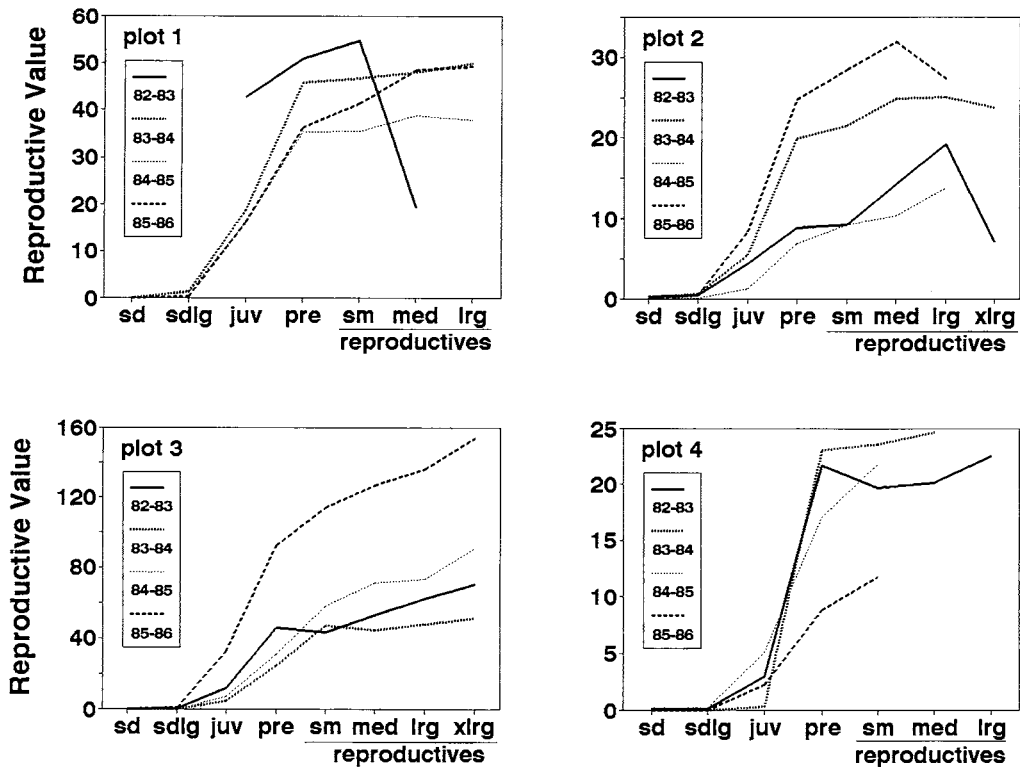 Reproductive Value
plot 1
82-83
83-84
84-85
85-86
60
50
40
30
20
10
0
sd sdlg juv pre sm med lrg
reproductives
plot 2
82-83
83-84
84-85
85-86
30
20
10
0
sd sdlg juv pre sm med lrg xlrg
reproductives
Reproductive Value
plot 3
82-83
83-84
84-85
85-86
160
120
80
40
0
sd sdlg juv pre sm med lrg xlrg
reproductives
plot 4
82-83
83-84
84-85
85-86
25
20
15
10
5
0
sd sdlg juv pre sm med lrg
reproductives